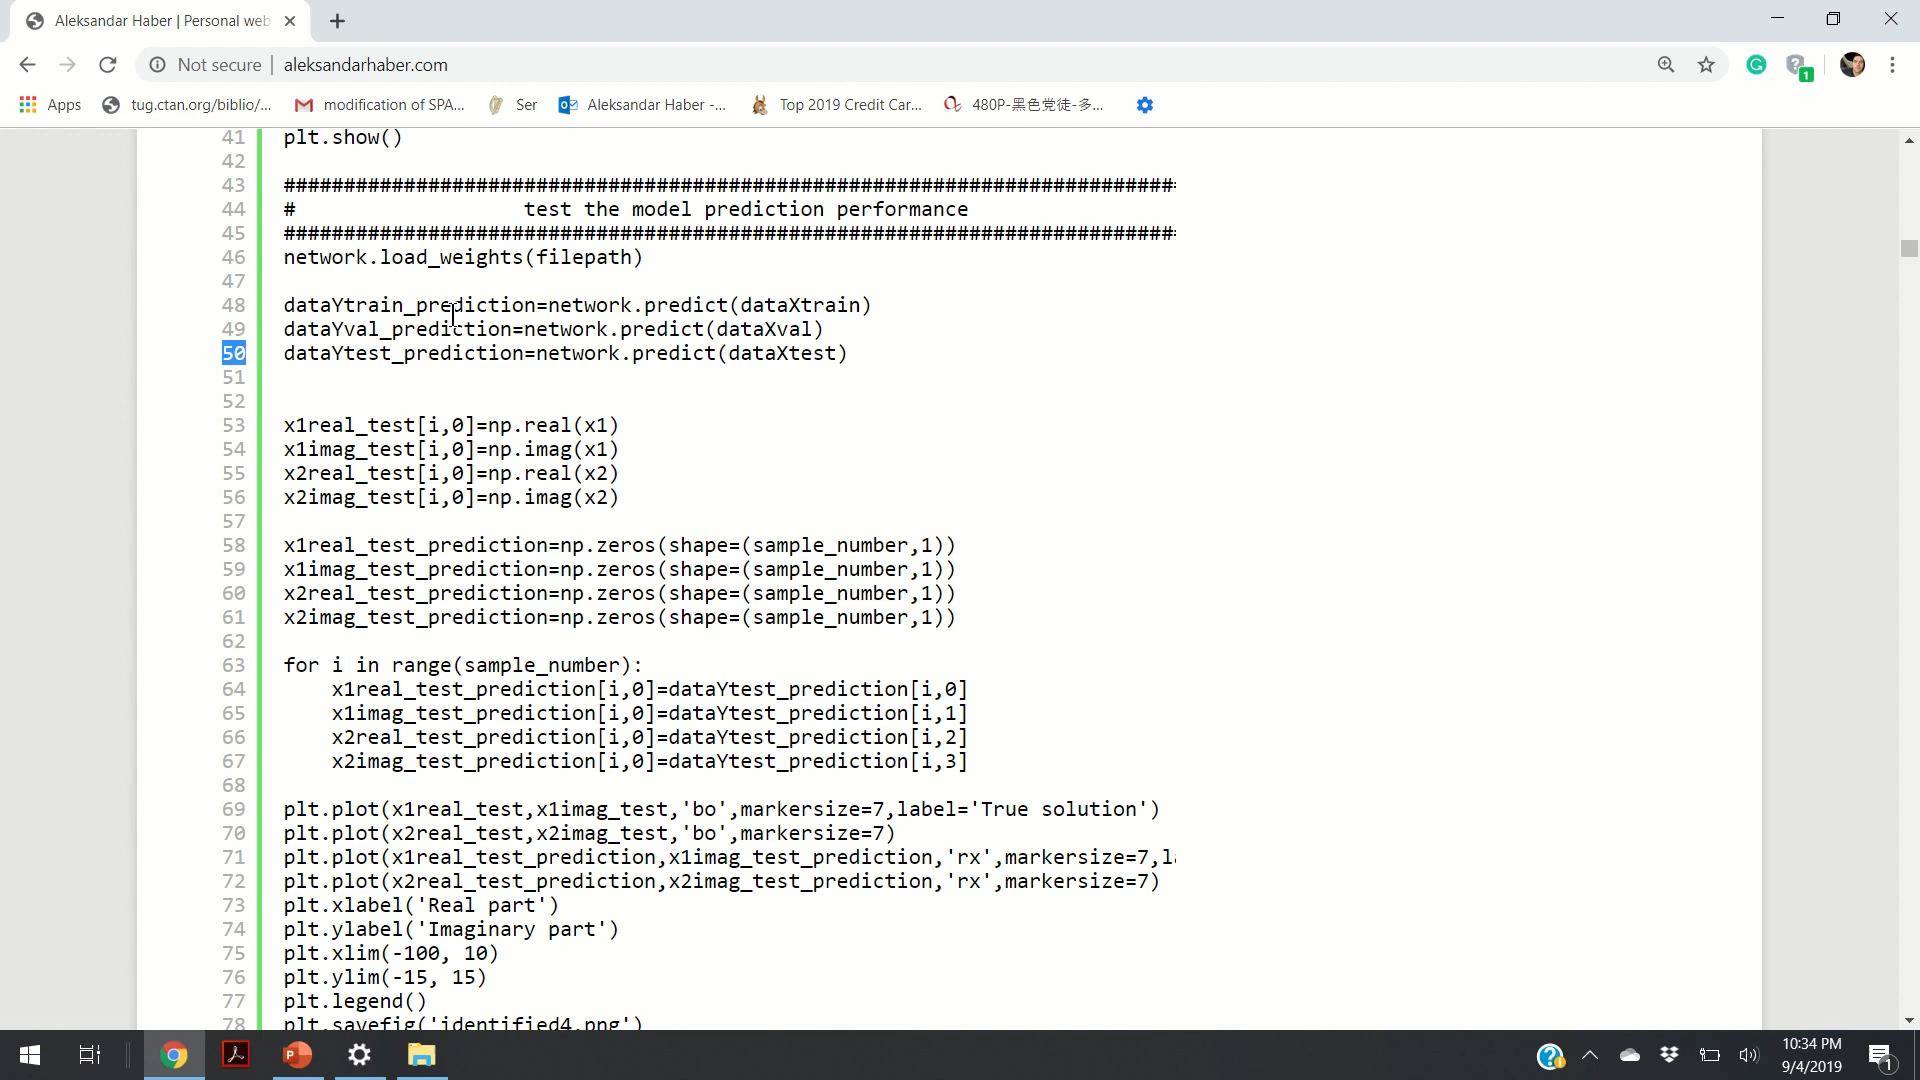 Aleksandar Haber | Personal web
Not secure | aleksandarhaber.com
Apps tug.ctan.org/biblio/... modification of SPA... Ser Aleksandar Haber -... Top 2019 Credit Car... 480P-黑色党徒-多...
41 plt.show()
42
43 ##########################################################################
44 # test the model prediction performance
45 ##########################################################################
46 network.load_weights(filepath)
47
48 dataYtrain_prediction=network.predict(dataXtrain)
49 dataYval_prediction=network.predict(dataXval)
50 dataYtest_prediction=network.predict(dataXtest)
51
52
53 x1real_test[i,0]=np.real(x1)
54 x1imag_test[i,0]=np.imag(x1)
55 x2real_test[i,0]=np.real(x2)
56 x2imag_test[i,0]=np.imag(x2)
57
58 x1real_test_prediction=np.zeros(shape=(sample_number,1))
59 x1imag_test_prediction=np.zeros(shape=(sample_number,1))
60 x2real_test_prediction=np.zeros(shape=(sample_number,1))
61 x2imag_test_prediction=np.zeros(shape=(sample_number,1))
62
63 for i in range(sample_number):
64 x1real_test_prediction[i,0]=dataYtest_prediction[i,0]
65 x1imag_test_prediction[i,0]=dataYtest_prediction[i,1]
66 x2real_test_prediction[i,0]=dataYtest_prediction[i,2]
67 x2imag_test_prediction[i,0]=dataYtest_prediction[i,3]
68
69 plt.plot(x1real_test,x1imag_test,'bo',markersize=7,label='True solution')
70 plt.plot(x2real_test,x2imag_test,'bo',markersize=7)
71 plt.plot(x1real_test_prediction,x1imag_test_prediction,'rx',markersize=7,l
72 plt.plot(x2real_test_prediction,x2imag_test_prediction,'rx',markersize=7)
73 plt.xlabel('Real part')
74 plt.ylabel('Imaginary part')
75 plt.xlim(-100, 10)
76 plt.ylim(-15, 15)
77 plt.legend()
78 plt.savefig('identified4.png')
10:34 PM
9/4/2019
1